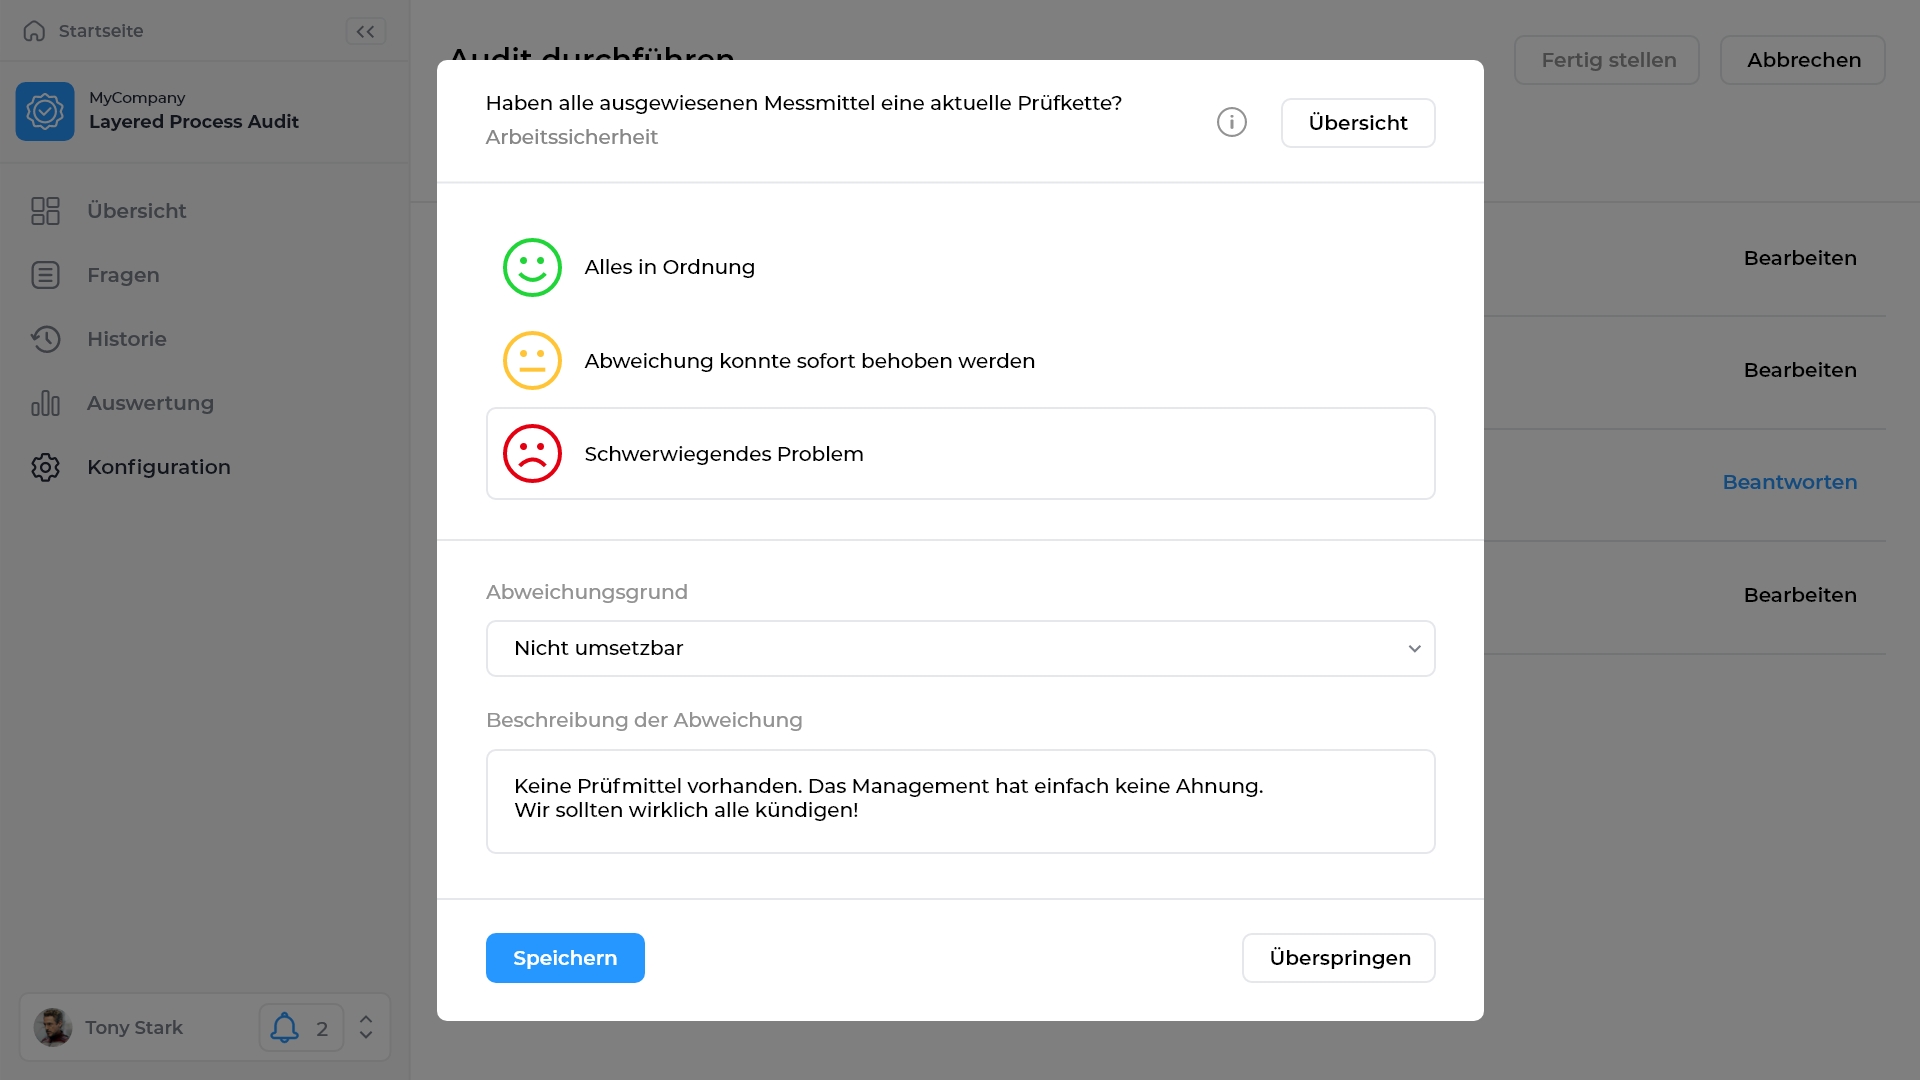 Startseite
MyCompany
Layered Process Audit
Übersicht
Fragen
Historie
Auswertung
Konfiguration
Tony Stark
2
Audit durchführen
Fertig stellen
Abbrechen
Haben alle ausgewiesenen Messmittel eine aktuelle Prüfkette?
Arbeitssicherheit
Übersicht
Alles in Ordnung
Abweichung konnte sofort behoben werden
Schwerwiegendes Problem
Abweichungsgrund
Nicht umsetzbar
Beschreibung der Abweichung
Keine Prüfmittel vorhanden. Das Management hat einfach keine Ahnung.
Wir sollten wirklich alle kündigen!
Speichern
Überspringen
Bearbeiten
Bearbeiten
Beantworten
Bearbeiten